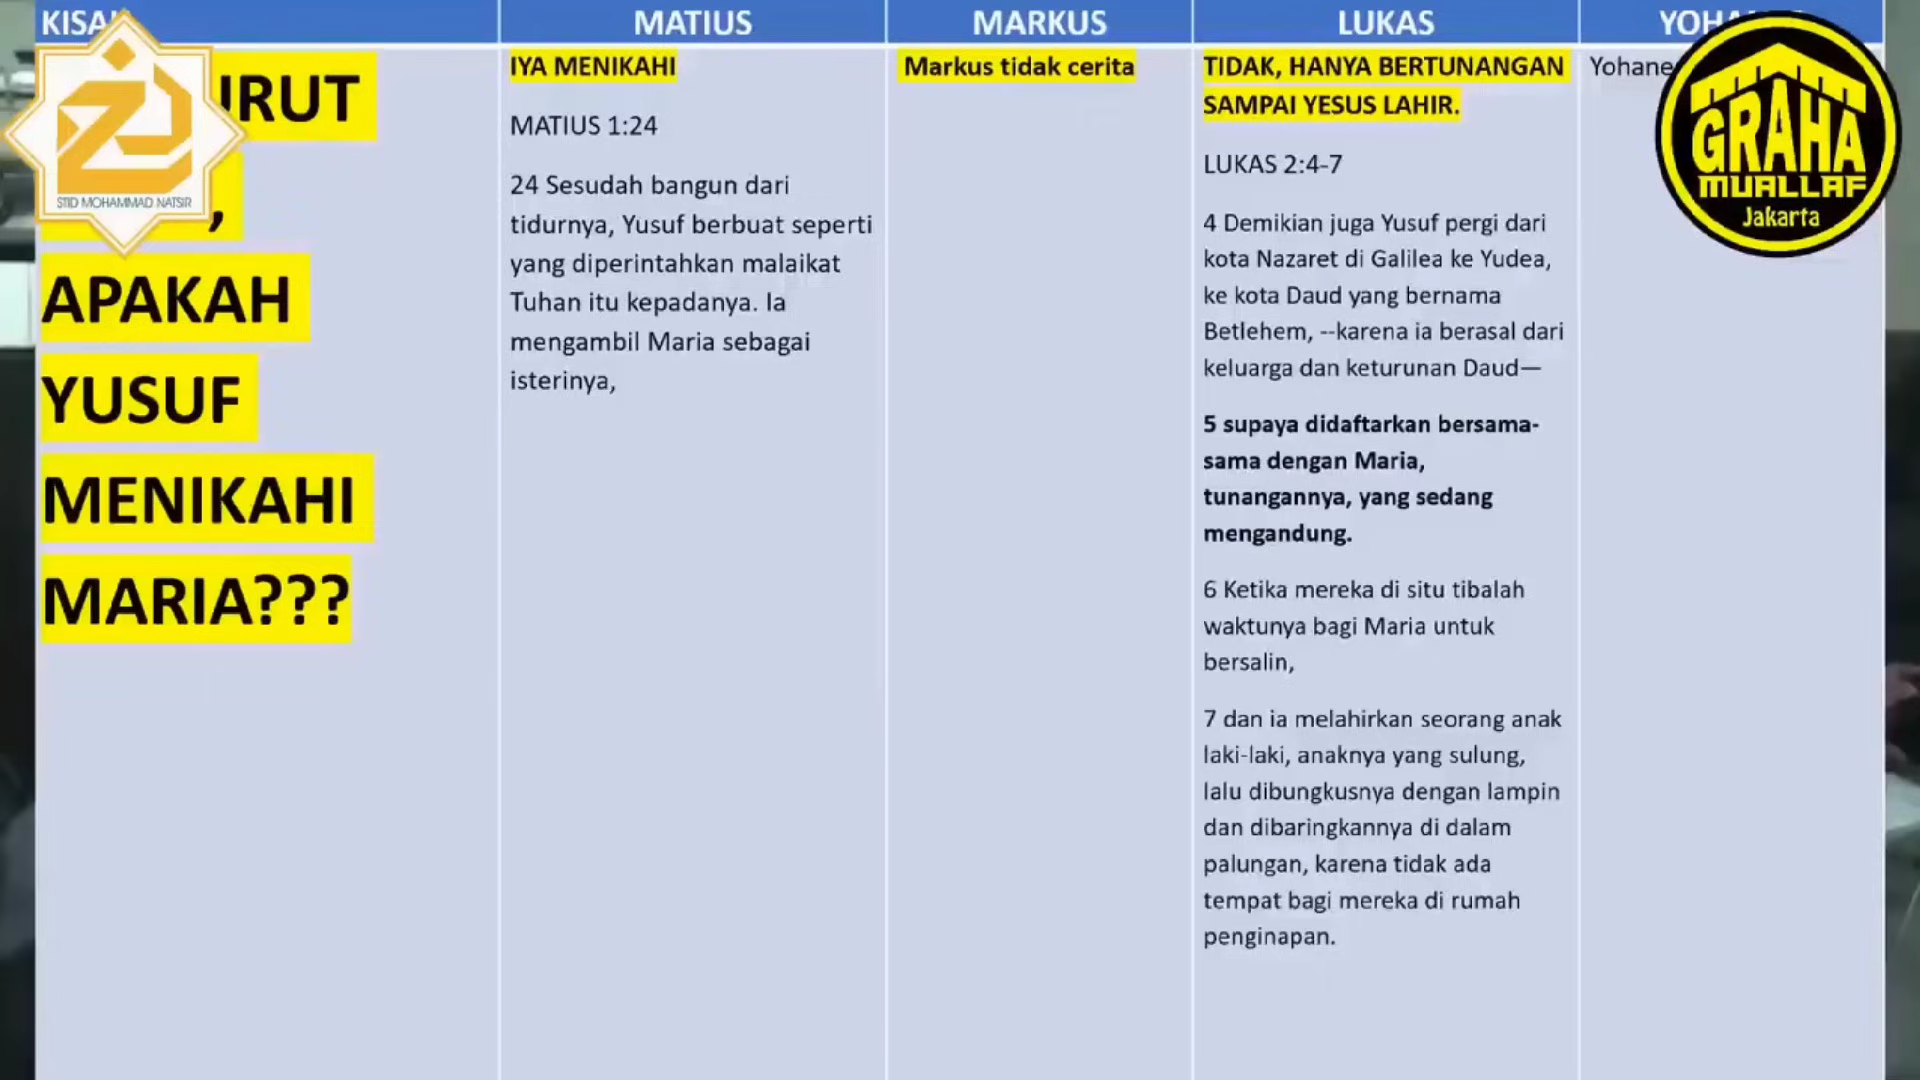 MATIUS
MARKUS
LUKAS
APAKAH
YUSUF
MENIKAHI
MARIA???
IYA MENIKAHI
MATIUS 1:24
24 Sesudah bangun dari
tidurnya, Yusuf berbuat seperti
yang diperintahkan malaikat
Tuhan itu kepadanya. Ia
mengambil Maria sebagai
isterinya,
Markus tidak cerita
TIDAK, HANYA BERTUNANGAN
SAMPAI YESUS LAHIR.
LUKAS 2:4-7
4 Demikian juga Yusuf pergi dari
kota Nazaret di Galilea ke Yudea,
ke kota Daud yang bernama
Betlehem, --karena ia berasal dari
keluarga dan keturunan Daud—
5 supaya didaftarkan bersama-
sama dengan Maria,
tunangannya, yang sedang
mengandung.
6 Ketika mereka di situ tibalah
waktunya bagi Maria untuk
bersalin,
7 dan ia melahirkan seorang anak
laki-laki, anaknya yang sulung,
lalu dibungkusnya dengan lampin
dan dibaringkannya di dalam
palungan, karena tidak ada
tempat bagi mereka di rumah
penginapan.
STID MOHAMMAD NATSIR
GRAHA
MUALLAF
Jakarta